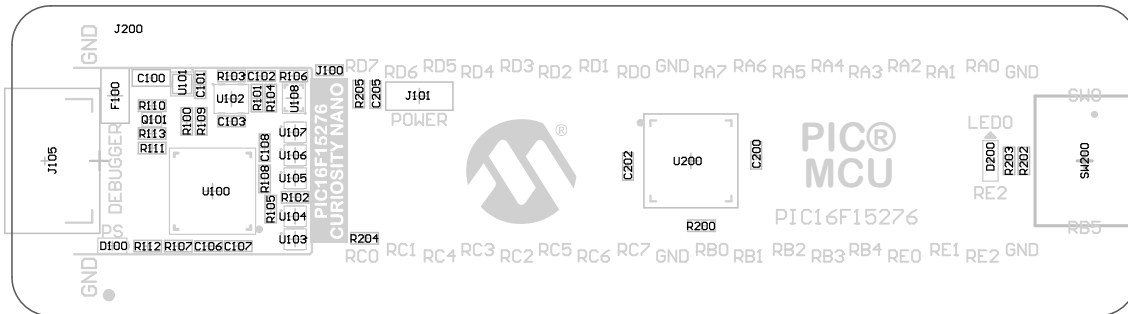 GND
J200
J100
RD7 RD6 RD5 RD4 RD3 RD2 RD1 RD0 GND RA7 RA6 RA5 RA4 RA3 RA2 RA1 RA0 GND
C100
U101
C101
R103
C102
R106
F100
U102
R101
R104
U108
R205
C205
J101
POWER
SW0
R110
Q101
R113
R111
R100
R109
C103
U107
U106
U105
C108
R108
R102
R105
U104
U103
U100
J105
DEBUGGER
PS
PIC16F15276
CURIOSITY NANO
®
C202
U200
C200
R200
PIC®
MCU
PIC16F15276
LED0
D200
R203
R202
RE2
SW200
RB5
D100
R112
R107
C106
C107
R204
RC0 RC1 RC4 RC3 RC2 RC5 RC6 RC7 GND RB0 RB1 RB2 RB3 RB4 RE0 RE1 RE2 GND
GND